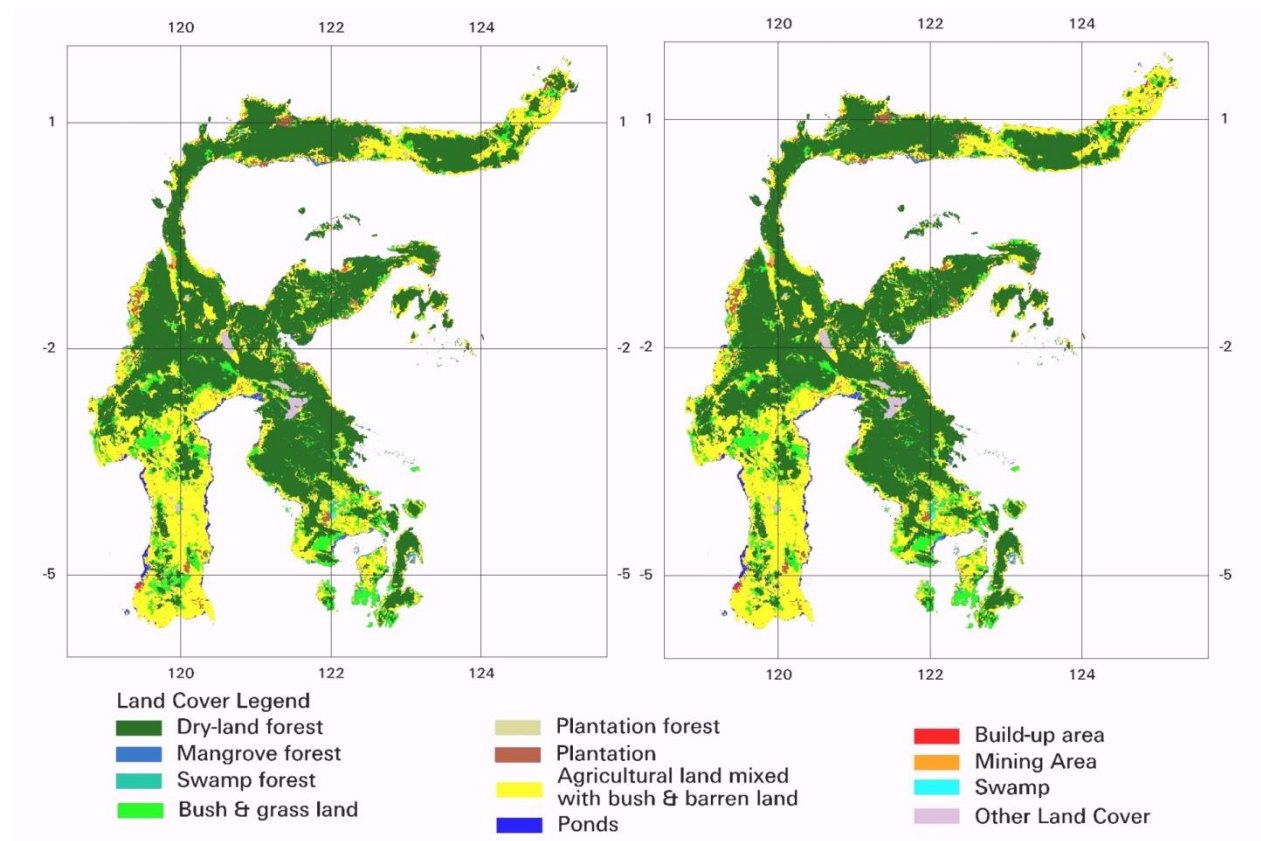 120 122 124
120 122 124
1 1
1 1
-2 -2
-2 -2
-5 -5
-5 -5
120 122 124
120 122 124
Land Cover Legend
Dry-land forest
Mangrove forest
Swamp forest
Bush & grass land
Plantation forest
Plantation
Agricultural land mixed
with bush & barren land
Ponds
Build-up area
Mining Area
Swamp
Other Land Cover